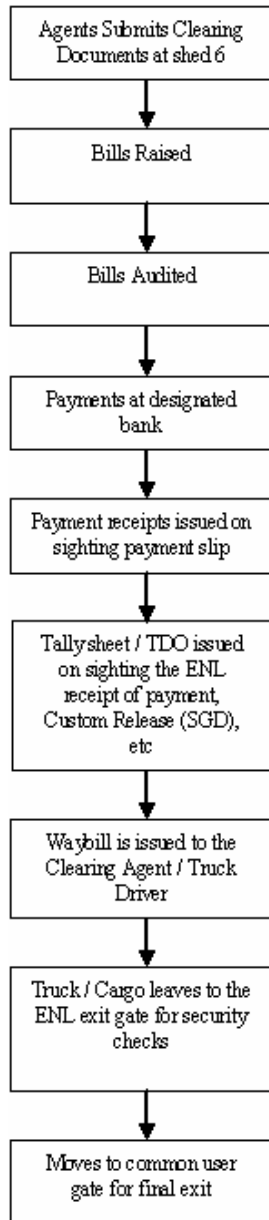 Agents Submits Clearing
Documents at shed 6
Bills Raised
Bills Audited
Payments at designated
bank
Payment receipts issued on
sighting payment slip
Tallysheet / TDO issued
on sighting the ENL
receipt of payment,
Custom Release (SGD),
etc
Waybill is issued to the
Clearing Agent / Truck
Driver
Truck / Cargo leaves to the
ENL exit gate for security
checks
Moves to common user
gate for final exit